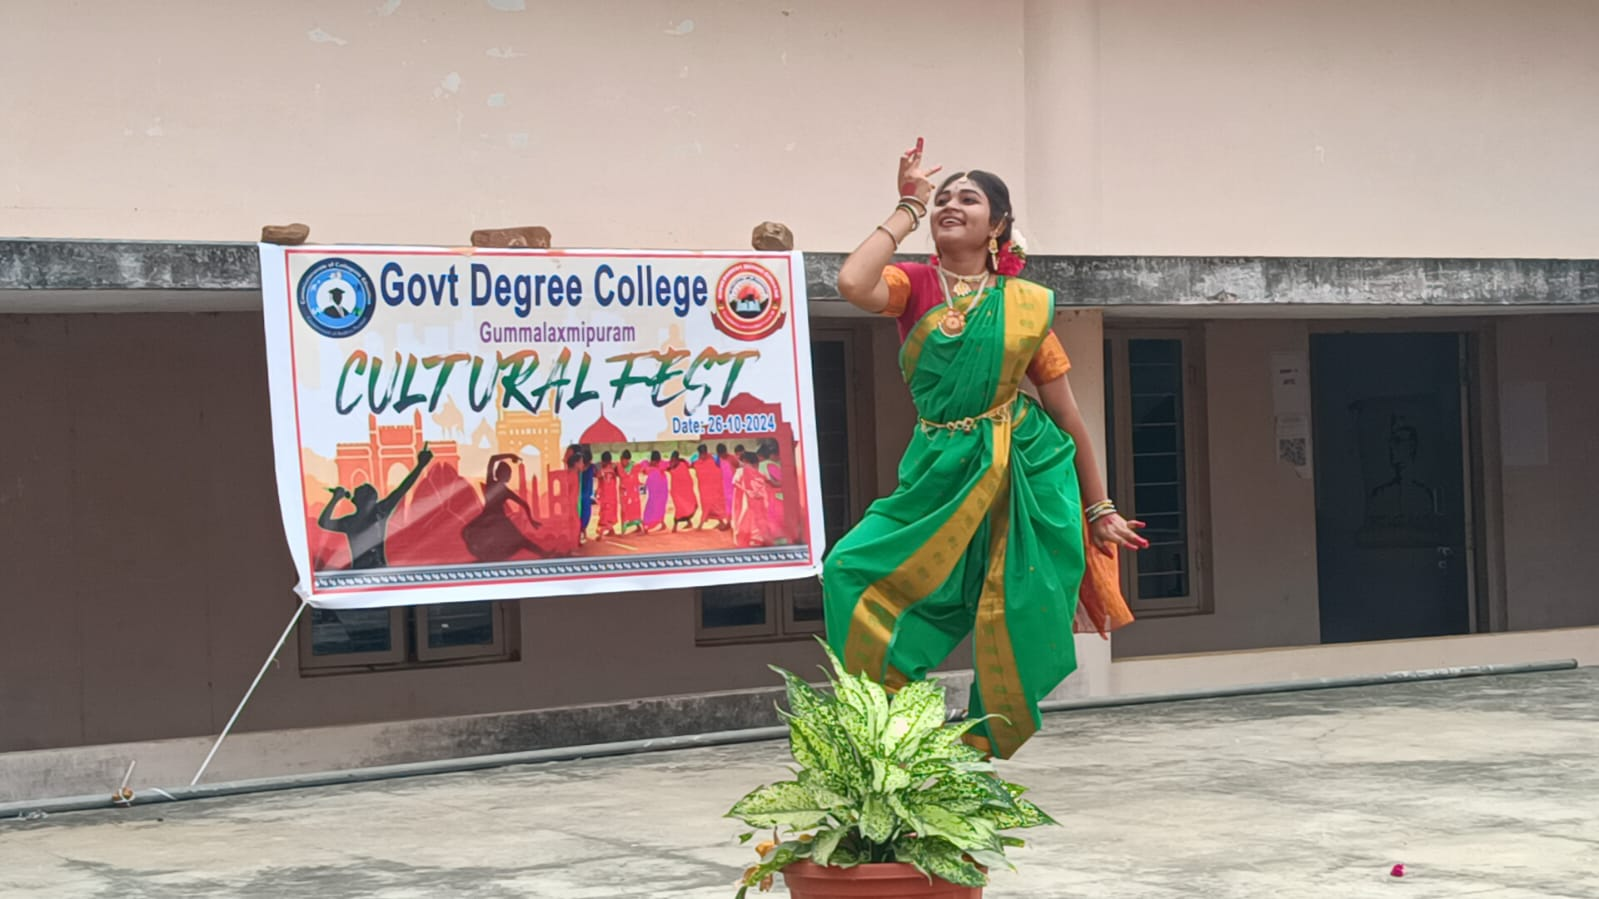 Govt Degree College
Gummalaxmipuram
CULTURAL FEST
Date: 26-10-2024